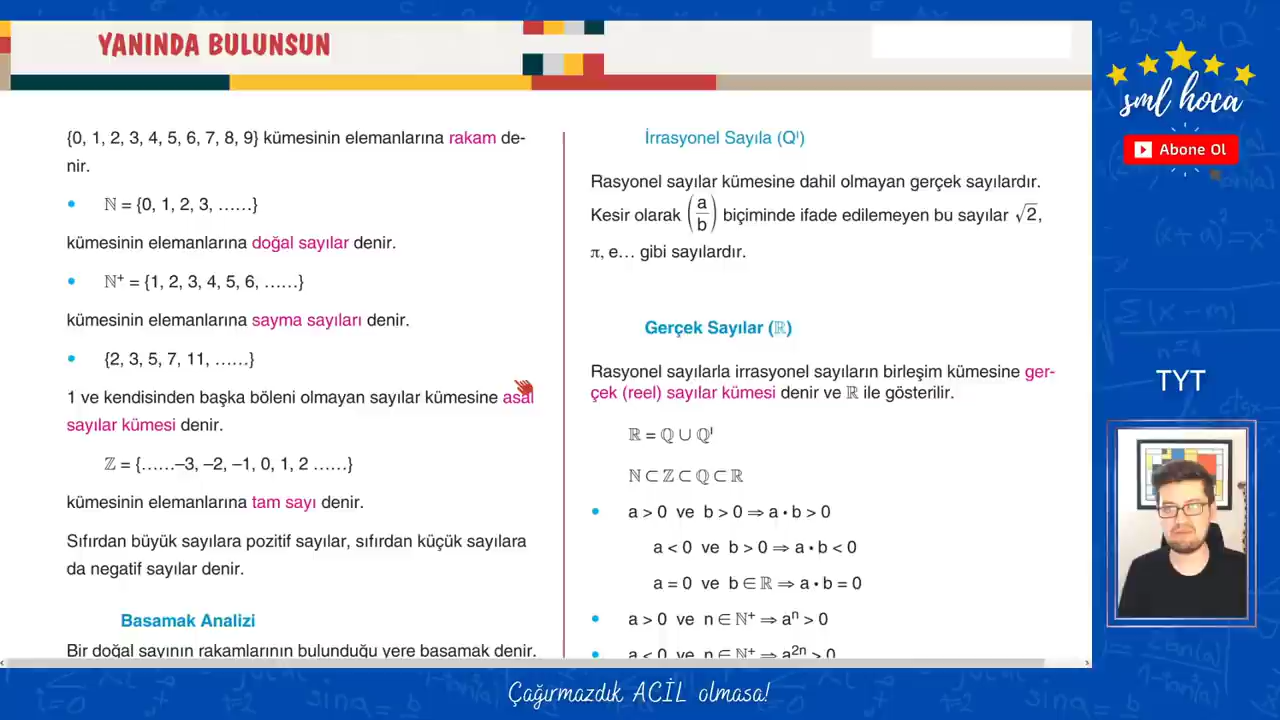 YANINDA BULUNSUN
{0, 1, 2, 3, 4, 5, 6, 7, 8, 9} kümesinin elemanlarına rakam de-
nir.
• ℕ = {0, 1, 2, 3, ……}
kümesinin elemanlarına doğal sayılar denir.
• ℕ⁺ = {1, 2, 3, 4, 5, 6, ……}
kümesinin elemanlarına sayma sayıları denir.
• {2, 3, 5, 7, 11, ……}
1 ve kendisinden başka böleni olmayan sayılar kümesine asal
sayılar kümesi denir.
ℤ = {……–3, –2, –1, 0, 1, 2 ……}
kümesinin elemanlarına tam sayı denir.
Sıfırdan büyük sayılara pozitif sayılar, sıfırdan küçük sayılara
da negatif sayılar denir.
Basamak Analizi
Bir doğal sayının rakamlarının bulunduğu yere basamak denir.
İrrasyonel Sayıla (Qᴵ)
Rasyonel sayılar kümesine dahil olmayan gerçek sayılardır.
Kesir olarak (a/b) biçiminde ifade edilemeyen bu sayılar √2,
π, e… gibi sayılardır.
Gerçek Sayılar (ℝ)
Rasyonel sayılarla irrasyonel sayıların birleşim kümesine ger-
çek (reel) sayılar kümesi denir ve ℝ ile gösterilir.
ℝ = ℚ ∪ ℚᴵ
ℕ ⊂ ℤ ⊂ ℚ ⊂ ℝ
• a > 0 ve b > 0 ⇒ a • b > 0
a < 0 ve b > 0 ⇒ a • b < 0
a = 0 ve b ∈ ℝ ⇒ a • b = 0
• a > 0 ve n ∈ ℕ⁺ ⇒ aⁿ > 0
• a < 0 ve n ∈ ℕ⁺ ⇒ a²ⁿ > 0
sml hoca
Abone Ol
TYT
Çağırmazdık ACİL olmasa!